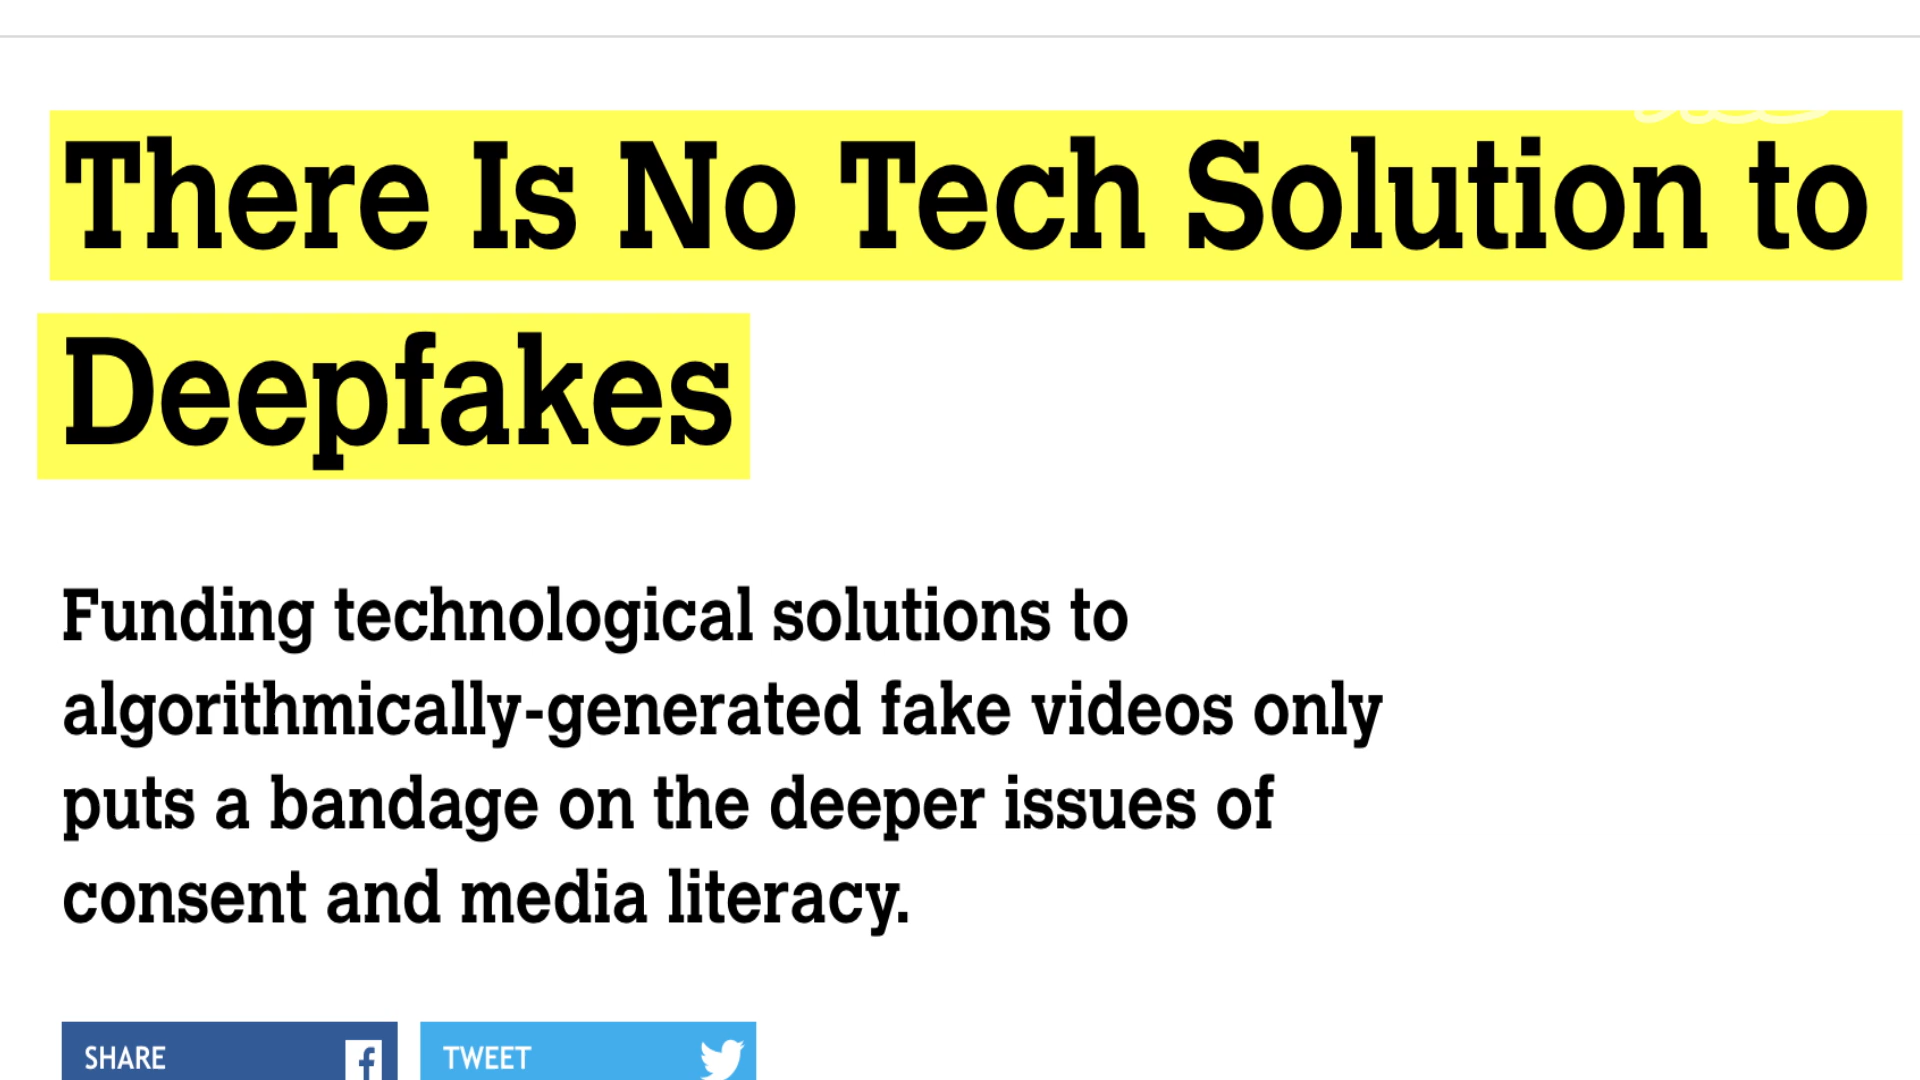 There Is No Tech Solution to
Deepfakes
Funding technological solutions to
algorithmically-generated fake videos only
puts a bandage on the deeper issues of
consent and media literacy.
SHARE
TWEET